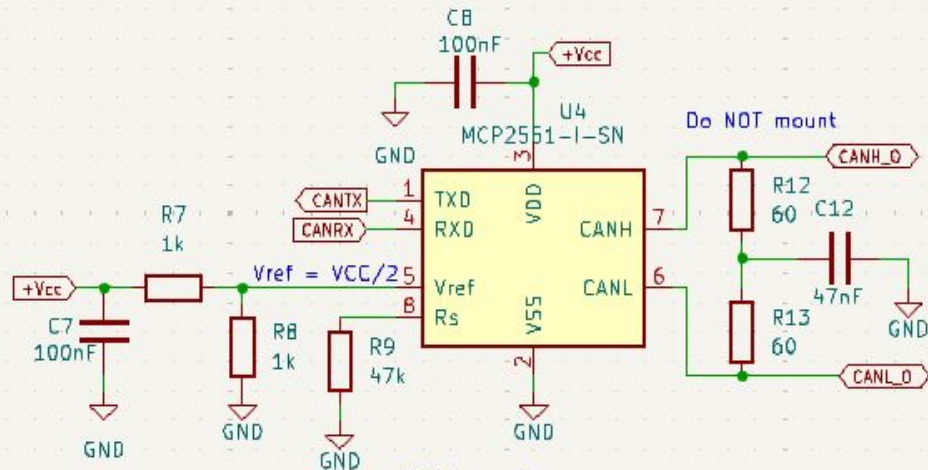 C8
100nF
+Vcc
U4
MCP2551-I-SN
GND
3
Do NOT mount
CANH_O
CANTX
1
TXD
VDD
CANRX
4
RXD
CANH
7
R12
60
C12
47nF
GND
R7
1k
+Vcc
Vref = VCC/2
5
Vref
CANL
6
8
Rs
VSS
2
R13
60
CANL_O
C7
100nF
GND
R8
1k
GND
R9
47k
GND
GND